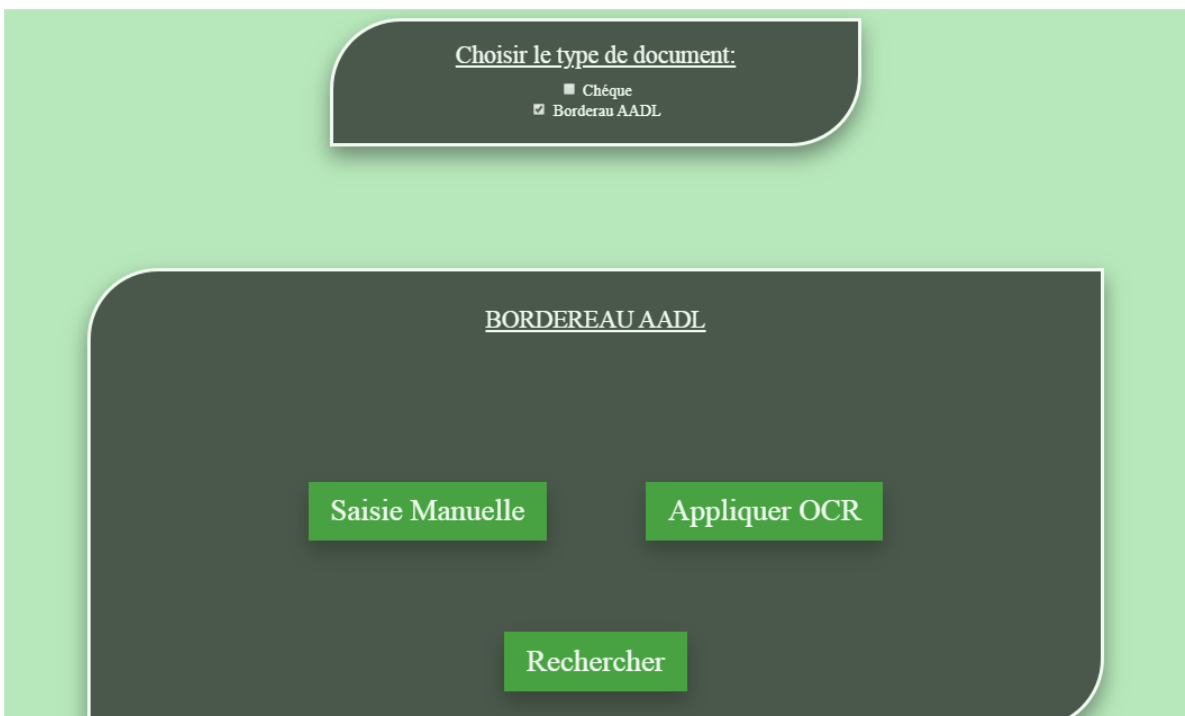 Choisir le type de document:
Chéque
Borderau AADL
BORDEREAU AADL
Saisie Manuelle
Appliquer OCR
Rechercher